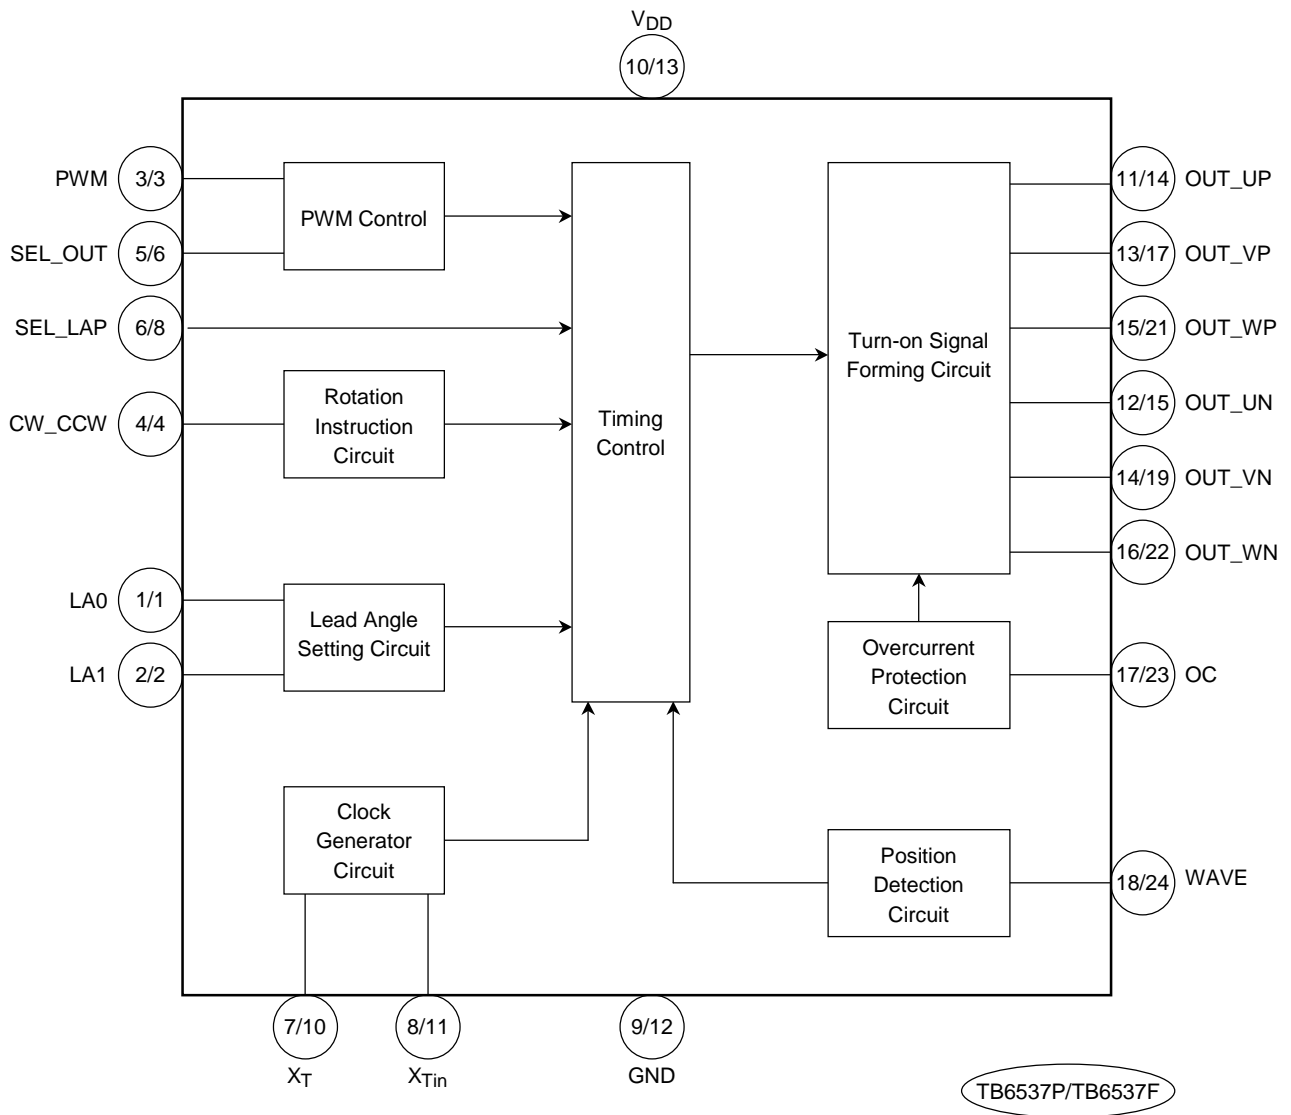 VDD
10/13
PWM
3/3
PWM Control
SEL_OUT
5/6
SEL_LAP
6/8
CW_CCW
4/4
Rotation
Instruction
Circuit
LA0
1/1
LA1
2/2
Lead Angle
Setting Circuit
Clock
Generator
Circuit
Timing
Control
Turn-on Signal
Forming Circuit
11/14
OUT_UP
13/17
OUT_VP
15/21
OUT_WP
12/15
OUT_UN
14/19
OUT_VN
16/22
OUT_WN
Overcurrent
Protection
Circuit
17/23
OC
Position
Detection
Circuit
18/24
WAVE
7/10
XT
8/11
XTin
9/12
GND
TB6537P/TB6537F